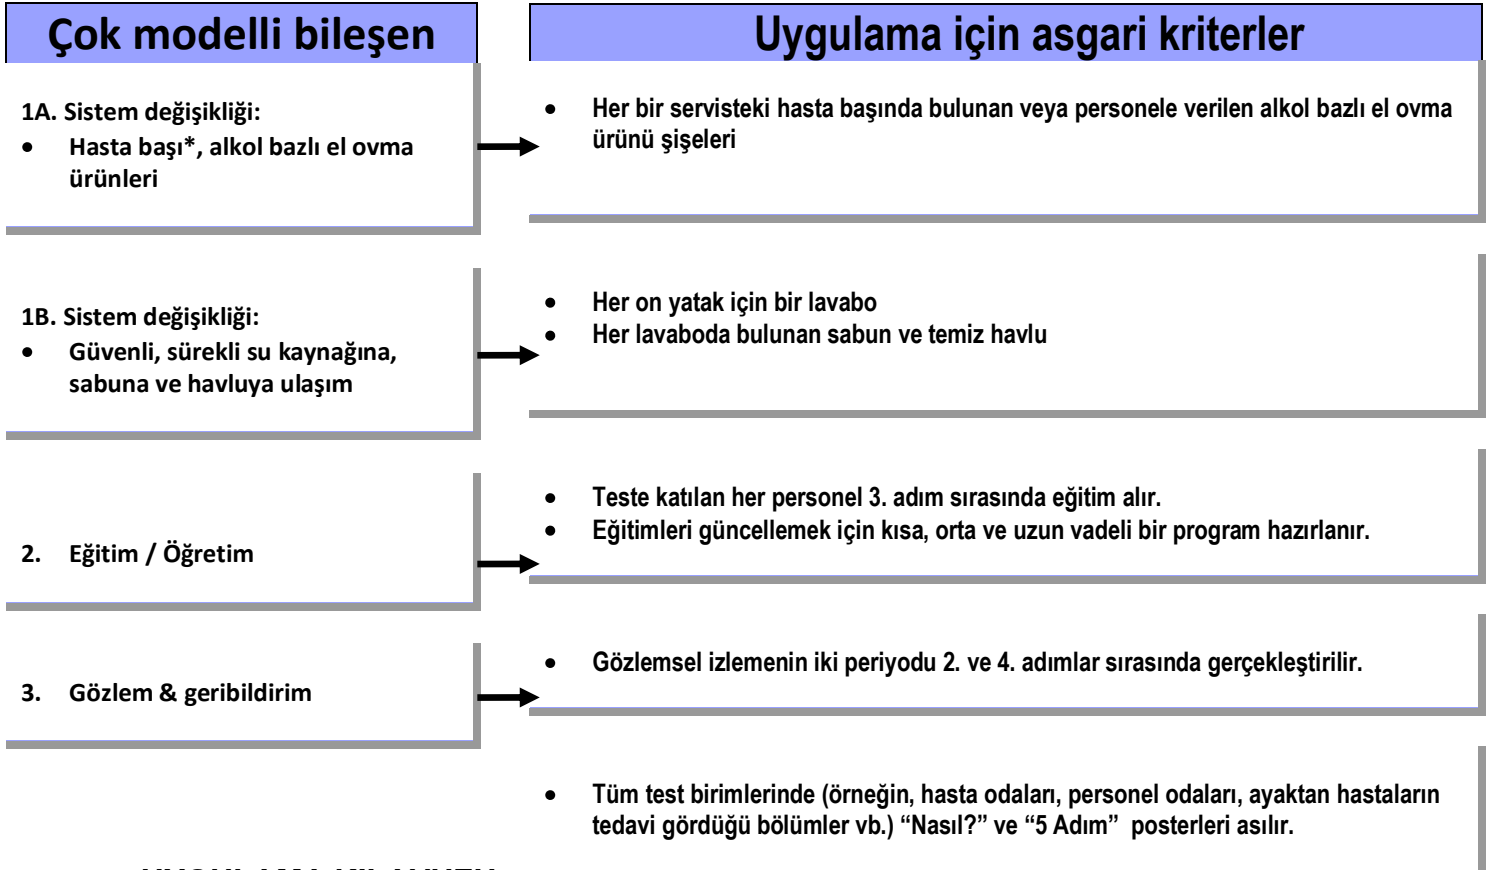 Çok modelli bileşen
Uygulama için asgari kriterler
1A. Sistem değişikliği:
• Hasta başı*, alkol bazlı el ovma
ürünleri
• Her bir servisteki hasta başında bulunan veya personele verilen alkol bazlı el ovma
ürünü şişeleri
1B. Sistem değişikliği:
• Güvenli, sürekli su kaynağına,
sabuna ve havluya ulaşım
• Her on yatak için bir lavabo
• Her lavaboda bulunan sabun ve temiz havlu
2. Eğitim / Öğretim
• Teste katılan her personel 3. adım sırasında eğitim alır.
• Eğitimleri güncellemek için kısa, orta ve uzun vadeli bir program hazırlanır.
3. Gözlem & geribildirim
• Gözlemsel izlemenin iki periyodu 2. ve 4. adımlar sırasında gerçekleştirilir.
• Tüm test birimlerinde (örneğin, hasta odaları, personel odaları, ayaktan hastaların
tedavi gördüğü bölümler vb.) “Nasıl?” ve “5 Adım” posterleri asılır.